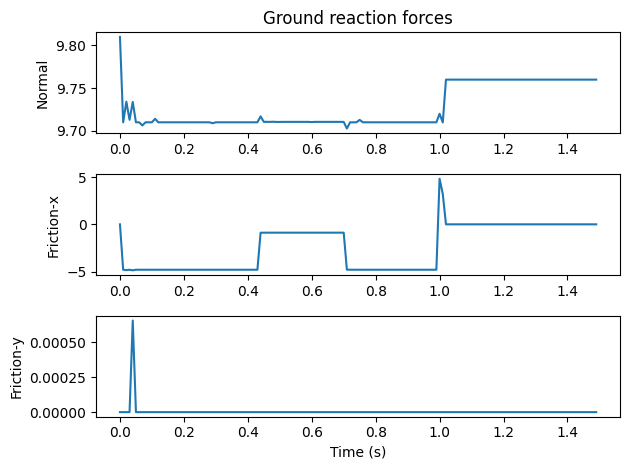 Ground reaction forces
Normal
9.80
9.75
9.70
0.0 0.2 0.4 0.6 0.8 1.0 1.2 1.4
Friction-x
5
0
−5
0.0 0.2 0.4 0.6 0.8 1.0 1.2 1.4
Friction-y
0.00050
0.00025
0.00000
0.0 0.2 0.4 0.6 0.8 1.0 1.2 1.4
Time (s)